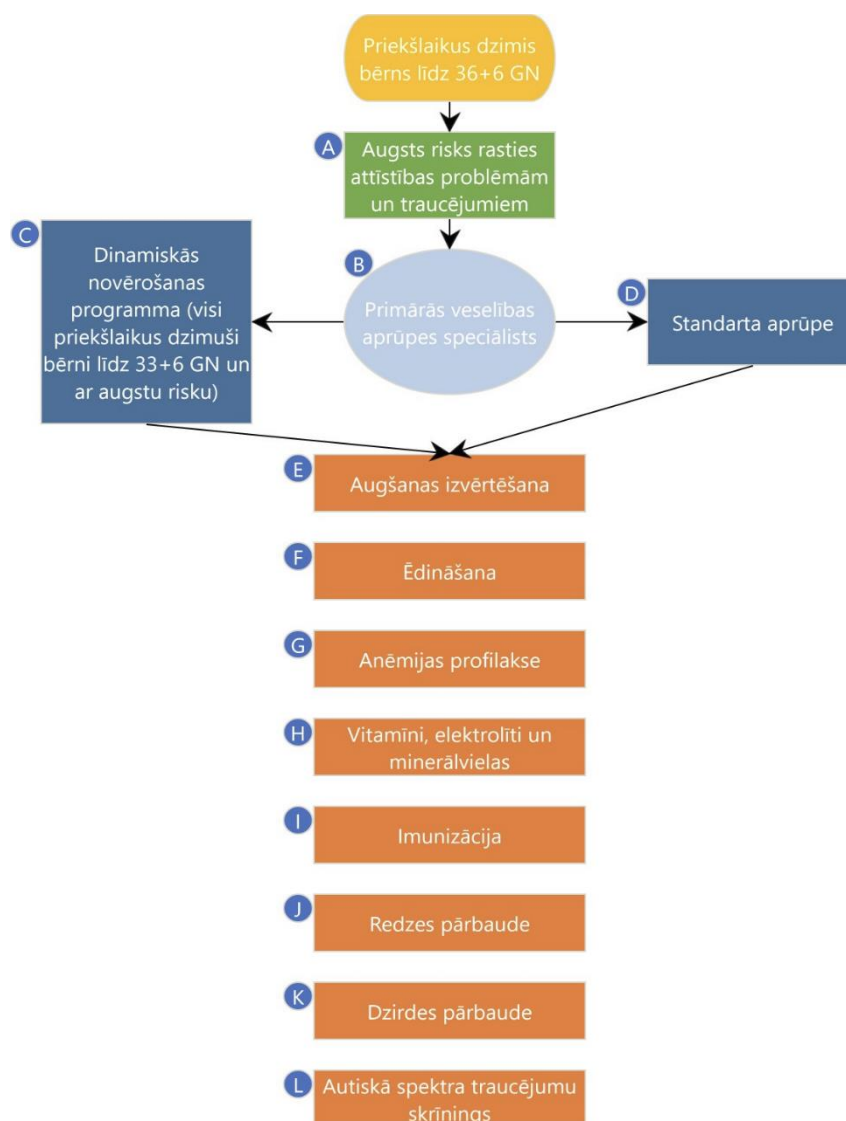 Priekšlaikus dzimis
bērns līdz 36+6 GN
A
Augsts risks rasties
attīstības problēmām
un traucējumiem
C
Dinamiskās
novērošanas
programma (visi
priekšlaikus dzimuši
bērni līdz 33+6 GN un
ar augstu risku)
B
Primārās veselības
aprūpes speciālists
D
Standarta aprūpe
E
Augšanas izvērtēšana
F
Ēdināšana
G
Anēmijas profilakse
H
Vitamīni, elektrolīti un
minerālvielas
I
Imunizācija
J
Redzes pārbaude
K
Dzirdes pārbaude
L
Autiskā spektra traucējumu
skrīnings